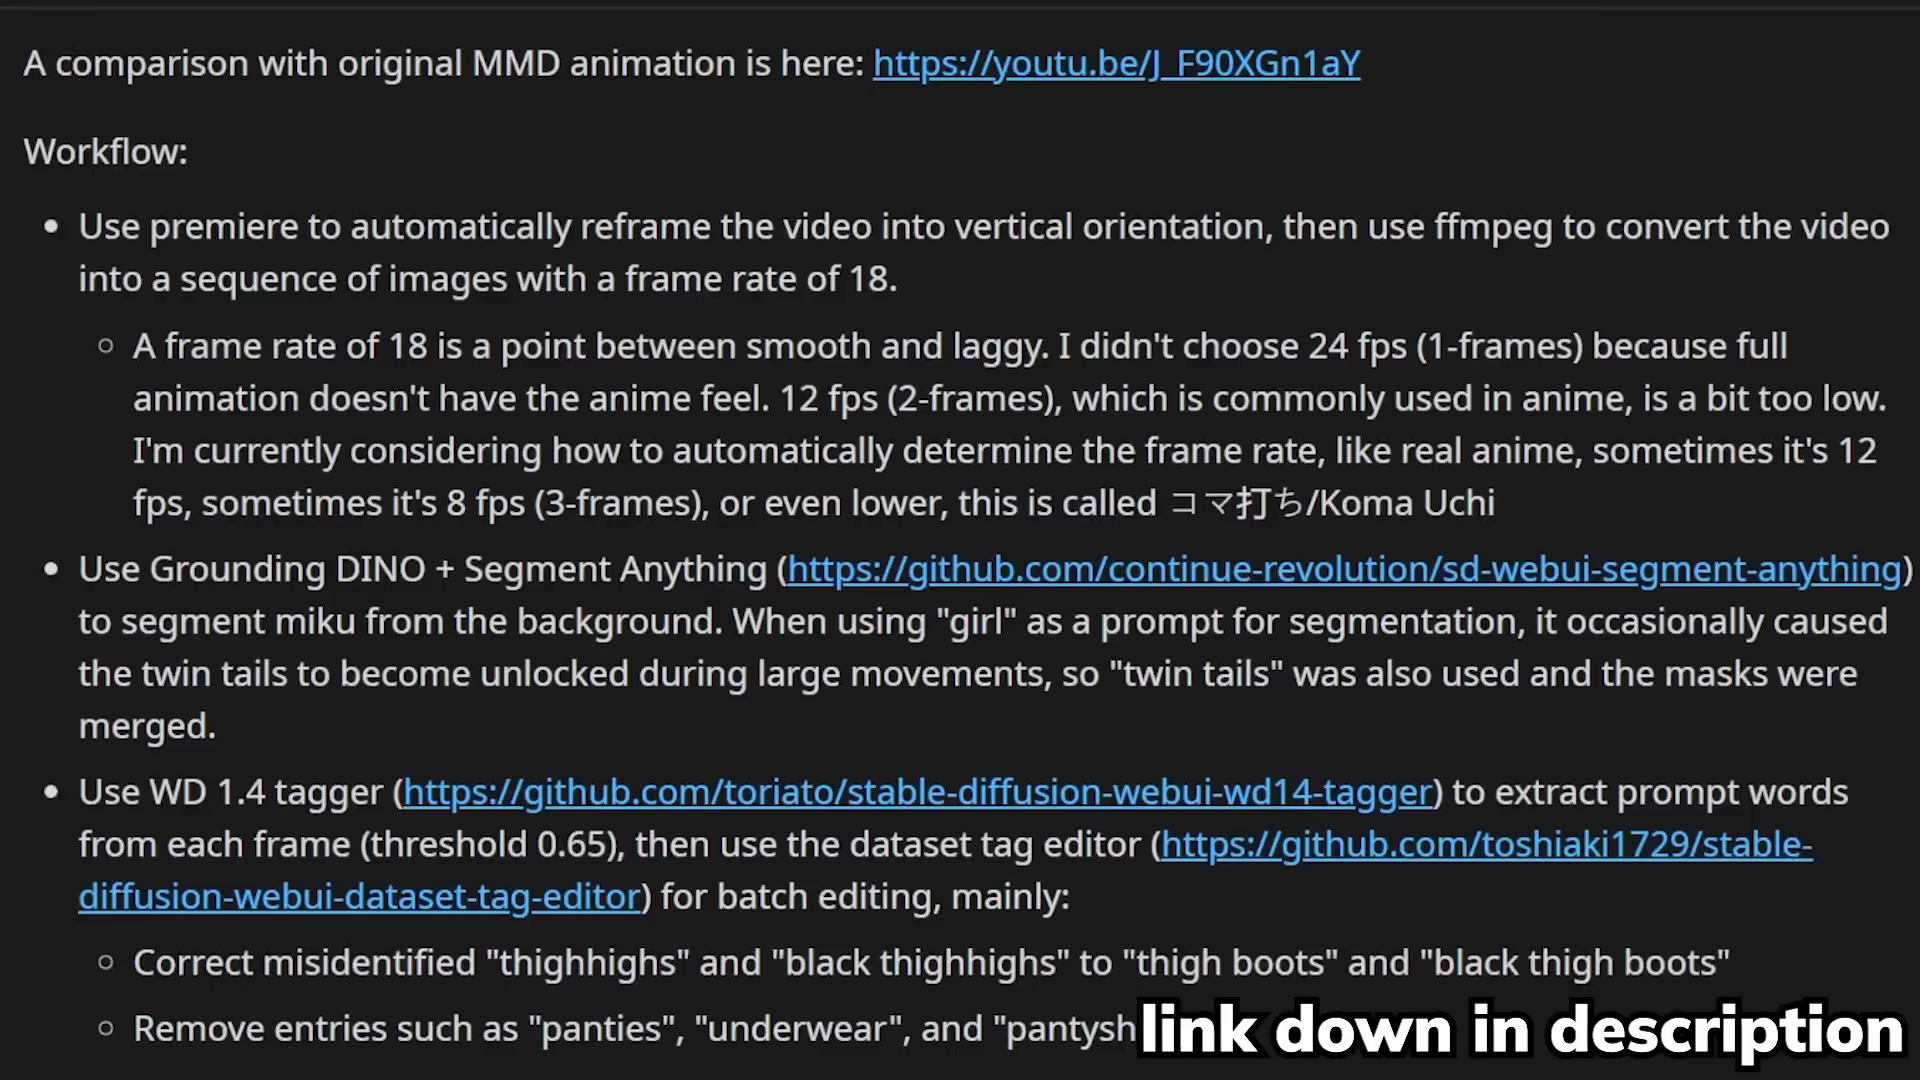 A comparison with original MMD animation is here: https://youtu.be/J_F90XGn1aY
Workflow:
• Use premiere to automatically reframe the video into vertical orientation, then use ffmpeg to convert the video
into a sequence of images with a frame rate of 18.
○ A frame rate of 18 is a point between smooth and laggy. I didn't choose 24 fps (1-frames) because full
animation doesn't have the anime feel. 12 fps (2-frames), which is commonly used in anime, is a bit too low.
I'm currently considering how to automatically determine the frame rate, like real anime, sometimes it's 12
fps, sometimes it's 8 fps (3-frames), or even lower, this is called コマ打ち/Koma Uchi
• Use Grounding DINO + Segment Anything (https://github.com/continue-revolution/sd-webui-segment-anything)
to segment miku from the background. When using "girl" as a prompt for segmentation, it occasionally caused
the twin tails to become unlocked during large movements, so "twin tails" was also used and the masks were
merged.
• Use WD 1.4 tagger (https://github.com/toriato/stable-diffusion-webui-wd14-tagger) to extract prompt words
from each frame (threshold 0.65), then use the dataset tag editor (https://github.com/toshiaki1729/stable-
diffusion-webui-dataset-tag-editor) for batch editing, mainly:
○ Correct misidentified "thighhighs" and "black thighhighs" to "thigh boots" and "black thigh boots"
○ Remove entries such as "panties", "underwear", and "pantysh
link down in description